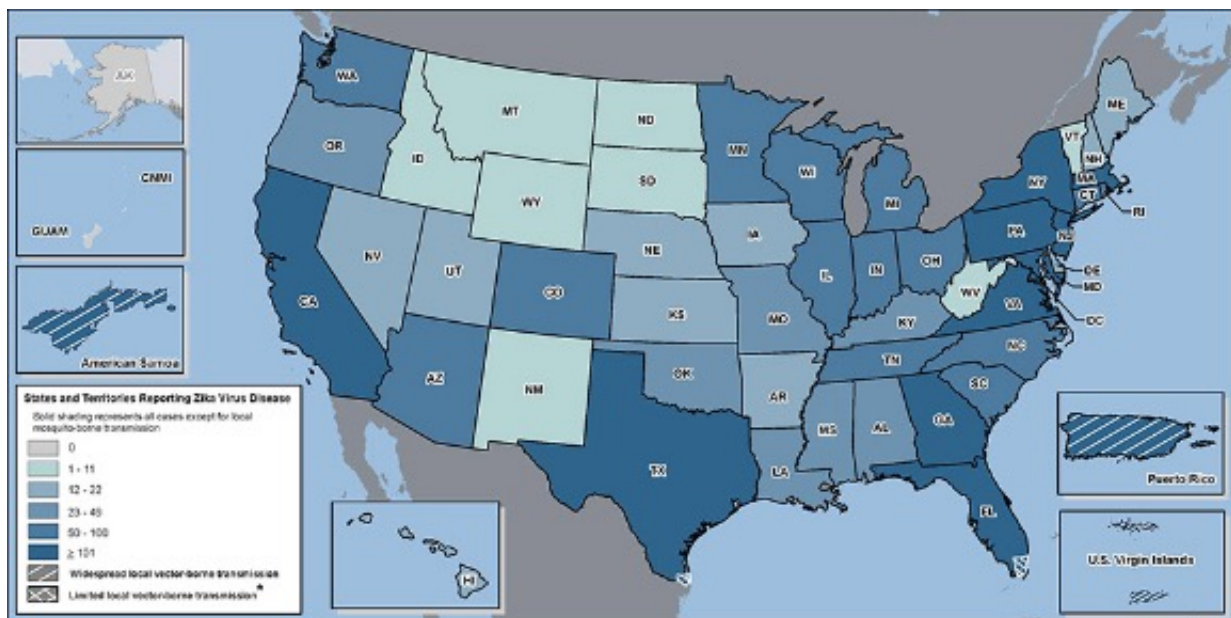 AK
WA
MT
ND
MN
ME
VT
OR
ID
SD
WI
NH
NY
MA
WY
MI
CT
RI
CNMI
IA
PA
NJ
GUAM
NE
OH
NV
UT
IL
IN
DE
MD
WV
CA
CO
VA
DC
KS
MO
KY
American Samoa
NC
TN
AZ
OK
NM
AR
SC
States and Territories Reporting Zika Virus Disease
Solid shading represents all cases except for local
mosquito-borne transmission
MS
AL
GA
0
1 - 11
TX
LA
Puerto Rico
12 - 22
23 - 49
FL
50 - 100
≥ 101
U.S. Virgin Islands
Widespread local vector-borne transmission
HI
Limited local vector-borne transmission*